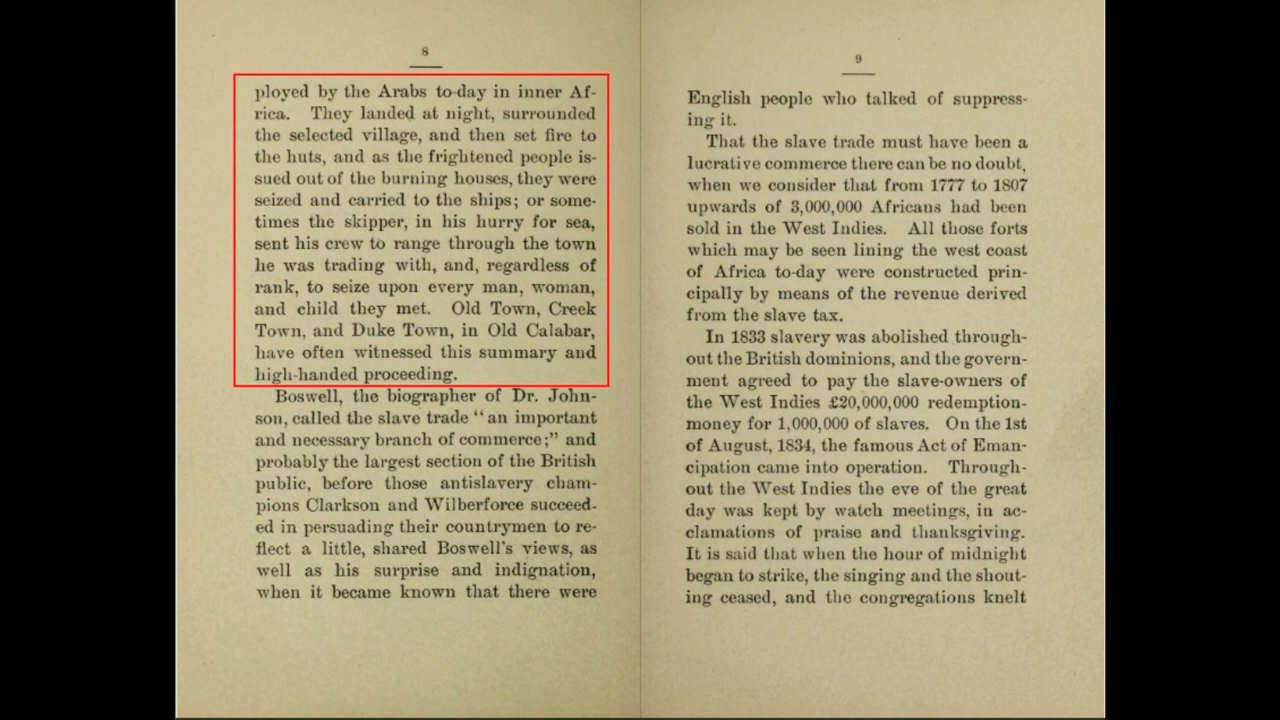 8
ployed by the Arabs to-day in inner Af-
rica. They landed at night, surrounded
the selected village, and then set fire to
the huts, and as the frightened people is-
sued out of the burning houses, they were
seized and carried to the ships; or some-
times the skipper, in his hurry for sea,
sent his crew to range through the town
he was trading with, and, regardless of
rank, to seize upon every man, woman,
and child they met. Old Town, Creek
Town, and Duke Town, in Old Calabar,
have often witnessed this summary and
high-handed proceeding.
Boswell, the biographer of Dr. John-
son, called the slave trade "an important
and necessary branch of commerce;" and
probably the largest section of the British
public, before those antislavery cham-
pions Clarkson and Wilberforce succeed-
ed in persuading their countrymen to re-
flect a little, shared Boswell's views, as
well as his surprise and indignation,
when it became known that there were
9
English people who talked of suppress-
ing it.
That the slave trade must have been a
lucrative commerce there can be no doubt,
when we consider that from 1777 to 1807
upwards of 3,000,000 Africans had been
sold in the West Indies. All those forts
which may be seen lining the west coast
of Africa to-day were constructed prin-
cipally by means of the revenue derived
from the slave tax.
In 1833 slavery was abolished through-
out the British dominions, and the govern-
ment agreed to pay the slave-owners of
the West Indies £20,000,000 redemption-
money for 1,000,000 of slaves. On the 1st
of August, 1834, the famous Act of Eman-
cipation came into operation. Through-
out the West Indies the eve of the great
day was kept by watch meetings, in ac-
clamations of praise and thanksgiving.
It is said that when the hour of midnight
began to strike, the singing and the shout-
ing ceased, and the congregations knelt